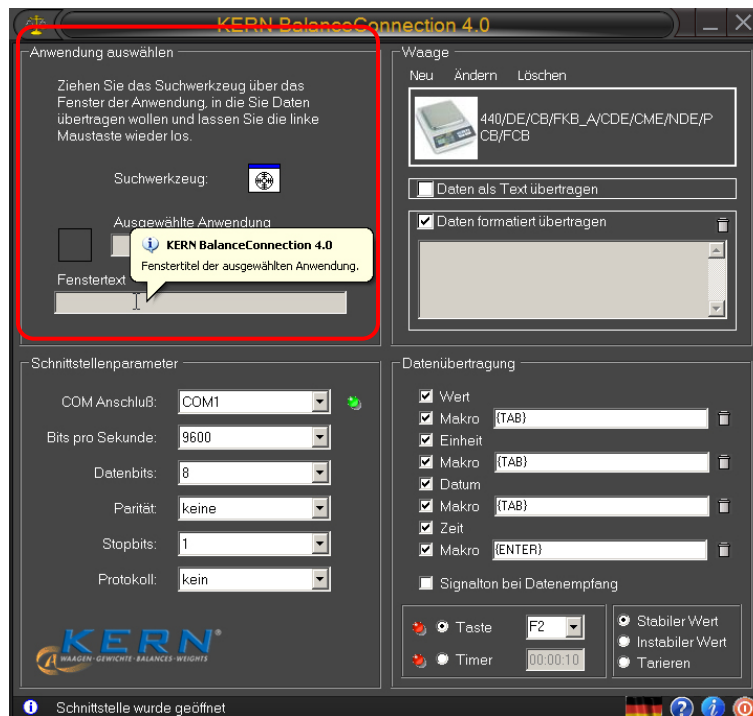 KERN BalanceConnection 4.0
Anwendung auswählen
Ziehen Sie das Suchwerkzeug über das
Fenster der Anwendung, in die Sie Daten
übertragen wollen und lassen Sie die linke
Maustaste wieder los.
Suchwerkzeug:
Ausgewählte Anwendung
KERN BalanceConnection 4.0
Fenstertitel der ausgewählten Anwendung.
Fenstertext
Waage
Neu Ändern Löschen
440/DE/CB/FKB_A/CDE/CME/NDE/P
CB/FCB
Daten als Text übertragen
Daten formatiert übertragen
Schnittstellenparameter
COM Anschluß: COM1
Bits pro Sekunde: 9600
Datenbits: 8
Parität: keine
Stopbits: 1
Protokoll: kein
KERN
WAAGEN·GEWICHTE·BALANCES·WEIGHTS
Datenübertragung
Wert
Makro {TAB}
Einheit
Makro {TAB}
Datum
Makro {TAB}
Zeit
Makro {ENTER}
Signalton bei Datenempfang
Taste F2
Timer 00:00:10
Stabiler Wert
Instabiler Wert
Tarieren
Schnittstelle wurde geöffnet